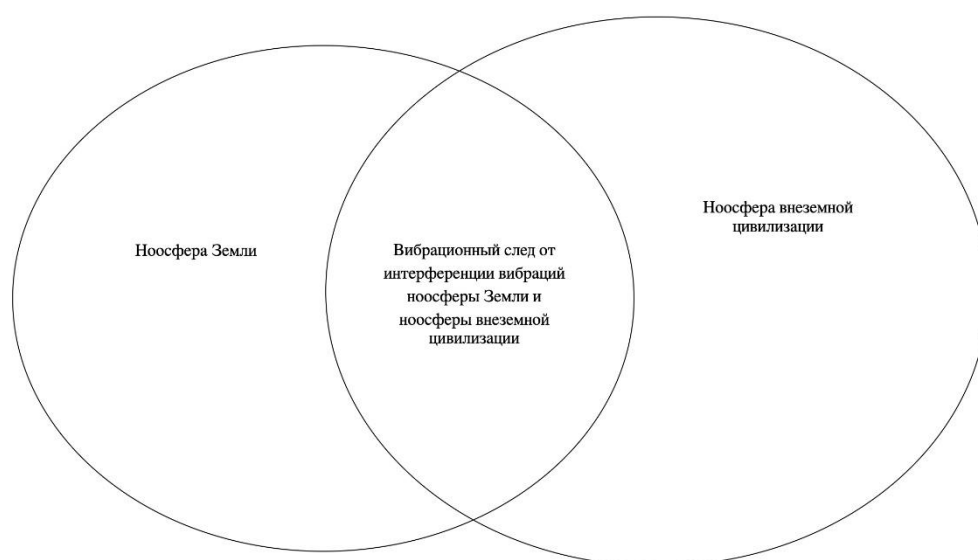 Ноосфера Земли
Вибрационный след от
интерференции вибраций
ноосферы Земли и
ноосферы внеземной
цивилизации
Ноосфера внеземной
цивилизации